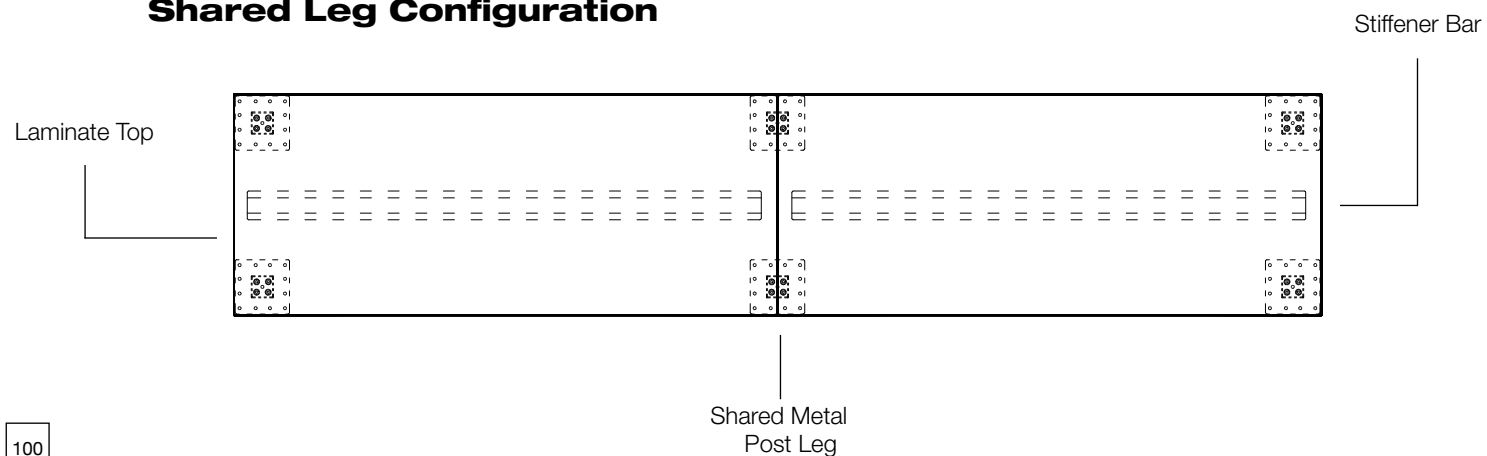 Shared Leg Configuration
Stiffener Bar
Laminate Top
Shared Metal
Post Leg
100